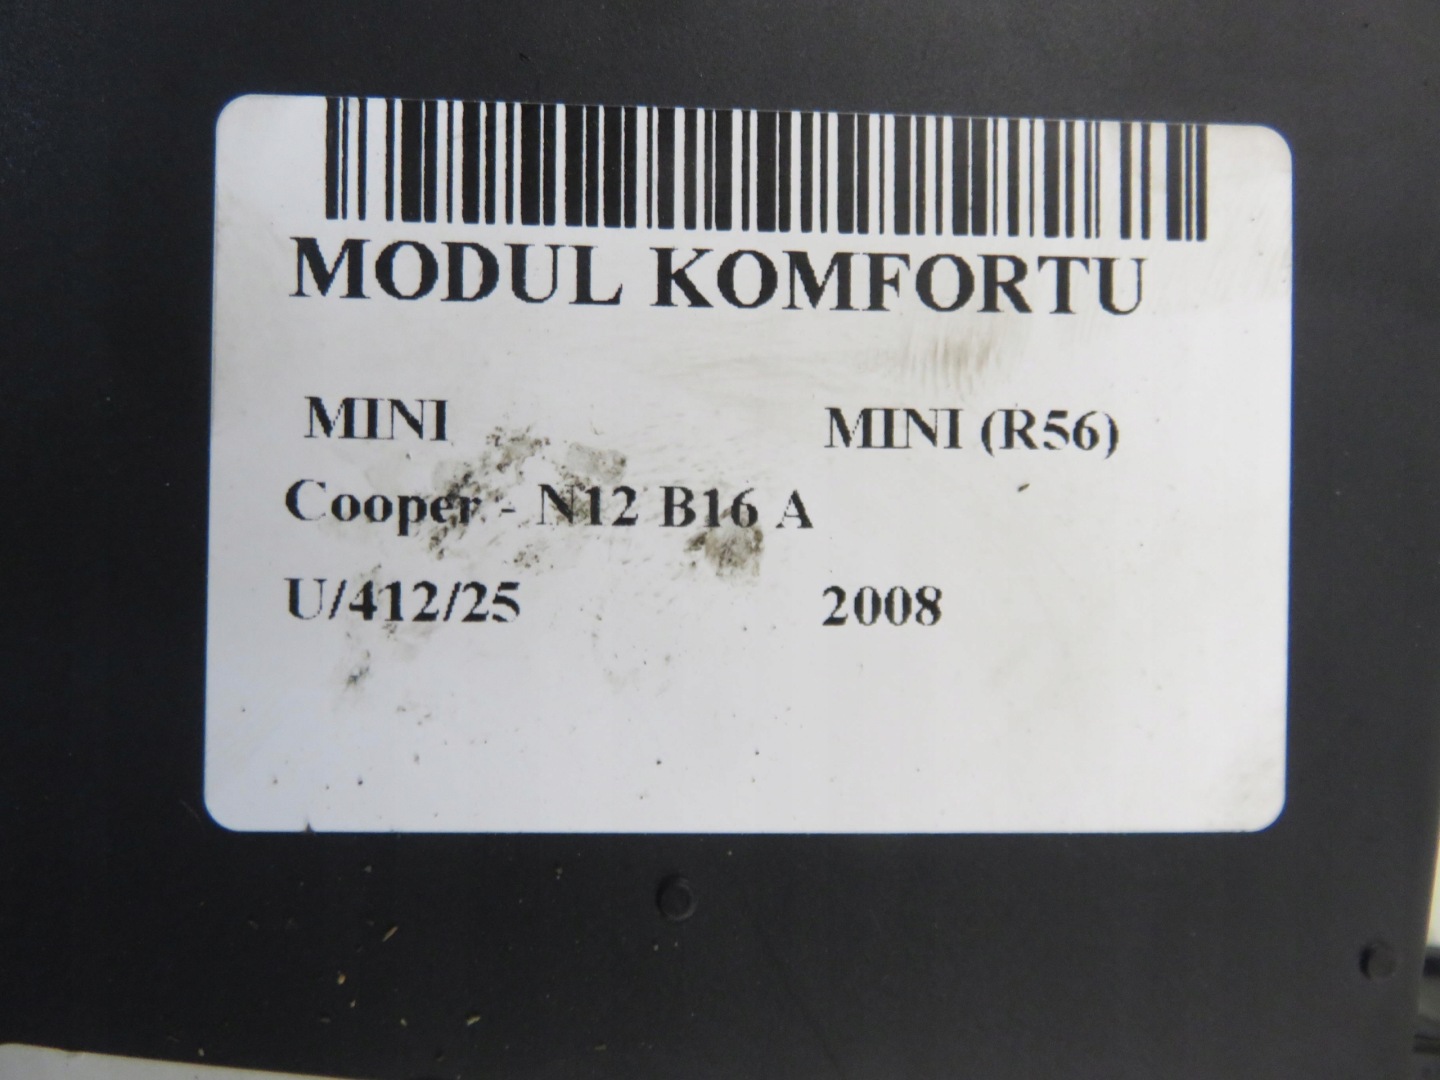 MODUL KOMFORTU
MINI MINI (R56)
Cooper - N12 B16 A
U/412/25 2008